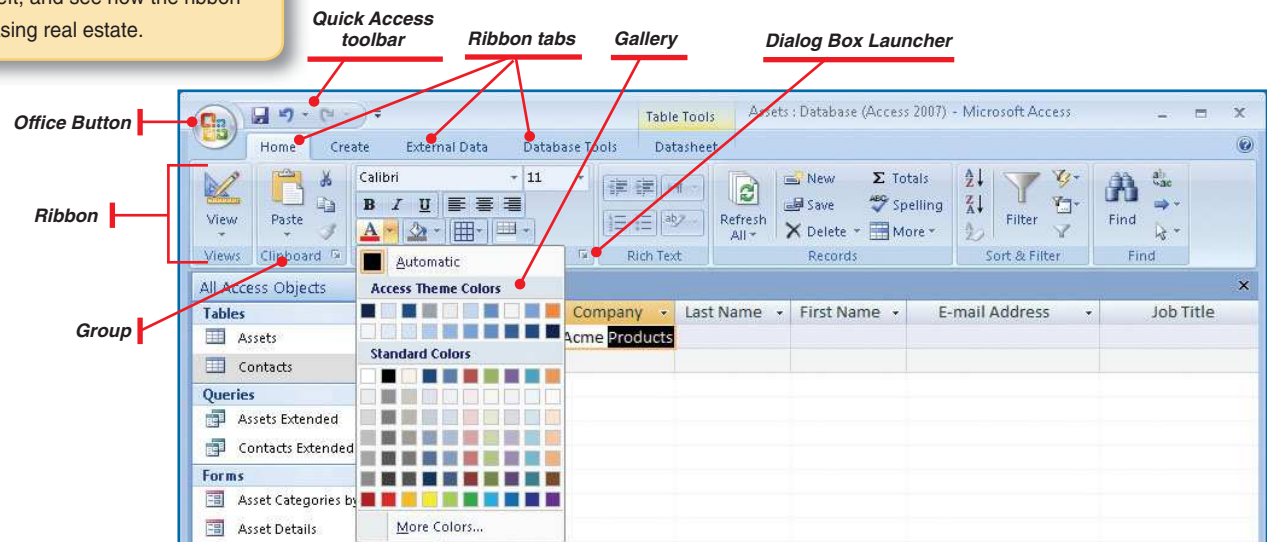 and see how the ribbon
sing real estate.
Quick Access
toolbar
Ribbon tabs
Gallery
Dialog Box Launcher
Office Button
Ribbon
Group
Table Tools
Assets : Database (Access 2007) - Microsoft Access
Home
Create
External Data
Database Tools
Datasheet
View
Paste
Calibri
11
B I U
A
ab
Refresh
All
New
Save
Delete
Σ Totals
ABC Spelling
More
Filter
Find
ab
ac
Views
Clipboard
Rich Text
Records
Sort & Filter
Find
All Access Objects
Tables
Assets
Contacts
Queries
Assets Extended
Contacts Extended
Forms
Asset Categories by
Asset Details
Automatic
Access Theme Colors
Standard Colors
More Colors...
Company
Last Name
First Name
E-mail Address
Job Title
Acme Products